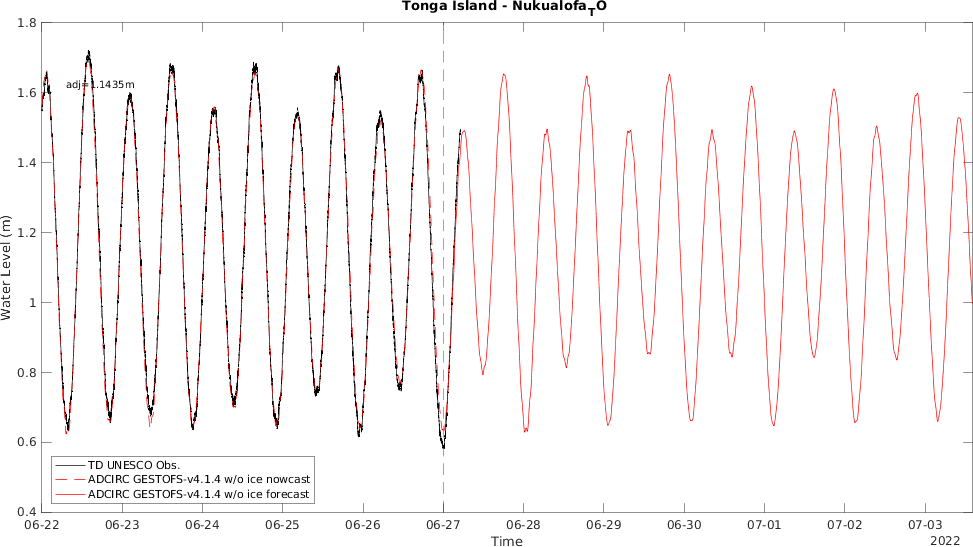 Tonga Island - Nukualofa_TO
1.8
1.6
1.4
1.2
1
0.8
0.6
0.4
Water Level (m)
adj=1.1435m
TD UNESCO Obs.
ADCIRC GESTOFS-v4.1.4 w/o ice nowcast
ADCIRC GESTOFS-v4.1.4 w/o ice forecast
06-22 06-23 06-24 06-25 06-26 06-27 06-28 06-29 06-30 07-01 07-02 07-03
Time
2022